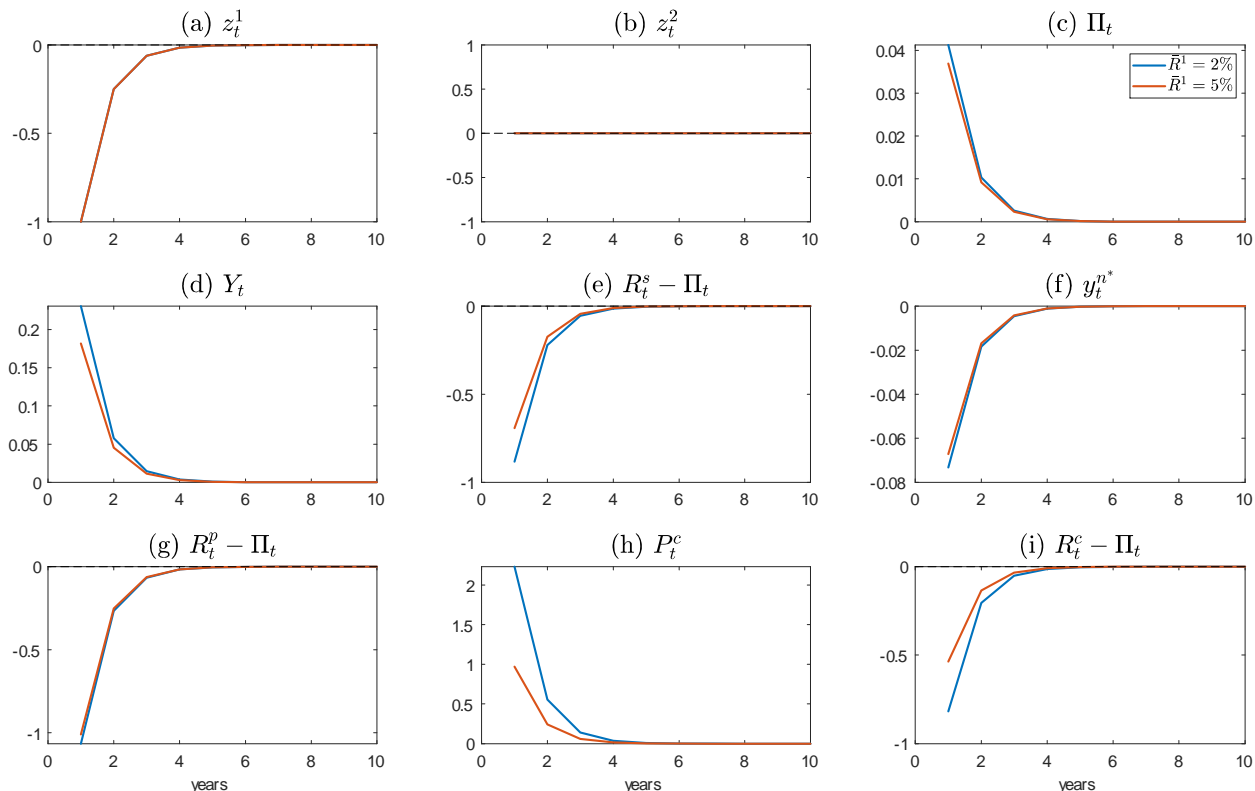 (a) $z_t^1$
0
-0.5
-1
0 2 4 6 8 10
(b) $z_t^2$
1
0.5
0
-0.5
-1
0 2 4 6 8 10
(c) $\Pi_t$
0.04
0.03
0.02
0.01
0
0 2 4 6 8 10
$\bar{R}^1 = 2\%$
$\bar{R}^1 = 5\%$
(d) $Y_t$
0.2
0.15
0.1
0.05
0
0 2 4 6 8 10
(e) $R_t^s - \Pi_t$
0
-0.5
-1
0 2 4 6 8 10
(f) $y_t^{n^*}$
0
-0.02
-0.04
-0.06
-0.08
0 2 4 6 8 10
(g) $R_t^p - \Pi_t$
0
-0.5
-1
0 2 4 6 8 10
years
(h) $P_t^c$
2
1.5
1
0.5
0
0 2 4 6 8 10
years
(i) $R_t^c - \Pi_t$
0
-0.5
-1
0 2 4 6 8 10
years